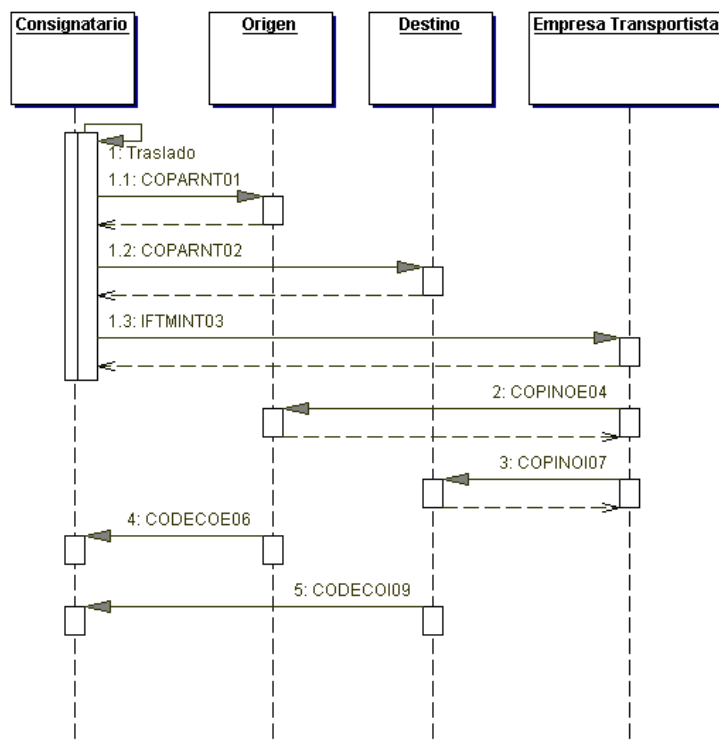 Consignatario
Origen
Destino
Empresa Transportista
1: Traslado
1.1: COPARNT01
1.2: COPARNT02
1.3: IFTMINT03
2: COPINOE04
3: COPINOI07
4: CODECOE06
5: CODECOI09